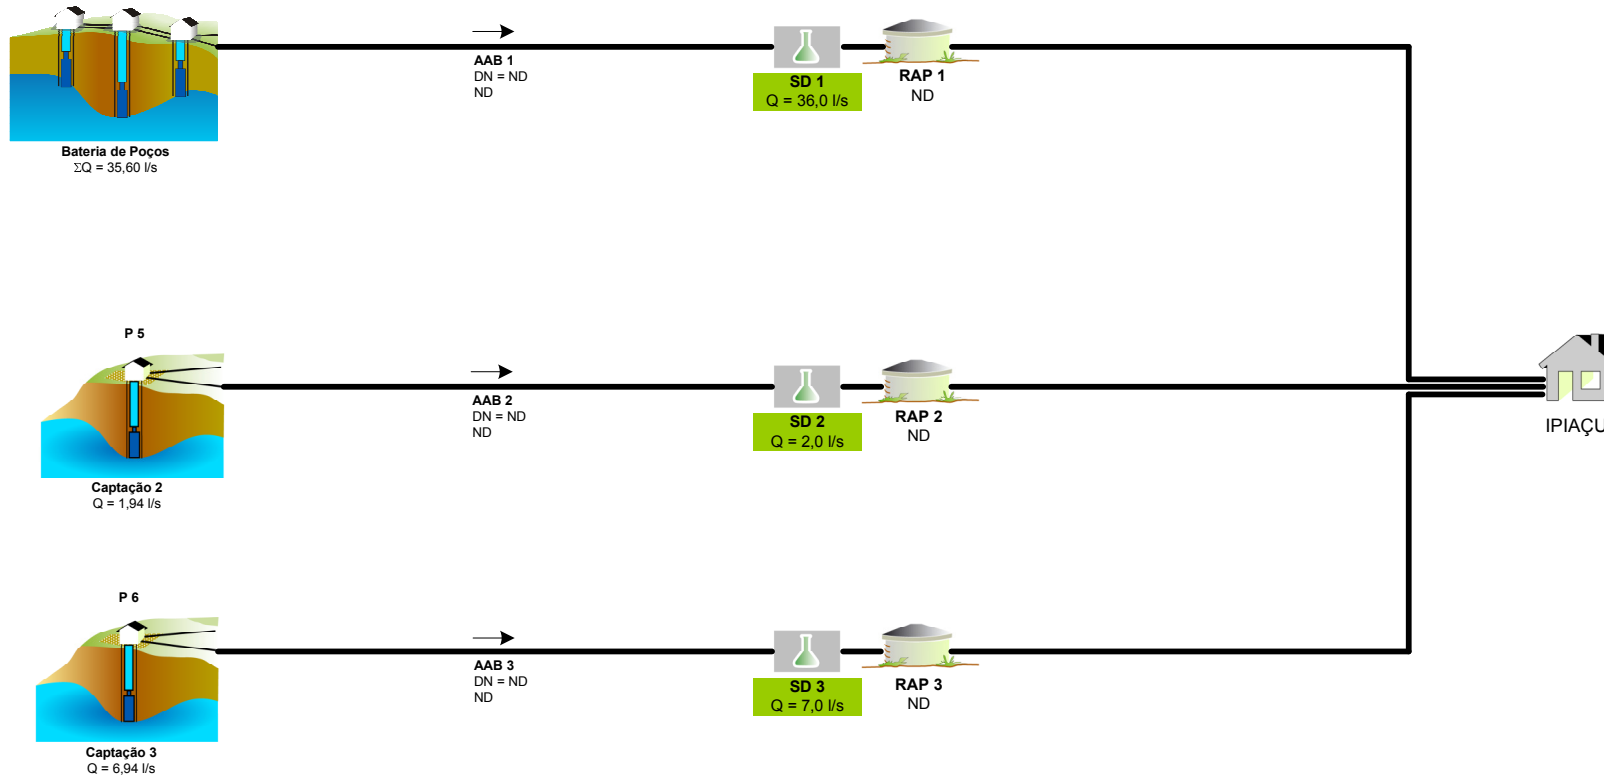 AAB 1
DN = ND
ND
SD 1
Q = 36,0 l/s
RAP 1
ND
Bateria de Poços
ΣQ = 35,60 l/s
P 5
AAB 2
DN = ND
ND
SD 2
Q = 2,0 l/s
RAP 2
ND
IPIAÇU
Captação 2
Q = 1,94 l/s
P 6
AAB 3
DN = ND
ND
SD 3
Q = 7,0 l/s
RAP 3
ND
Captação 3
Q = 6,94 l/s